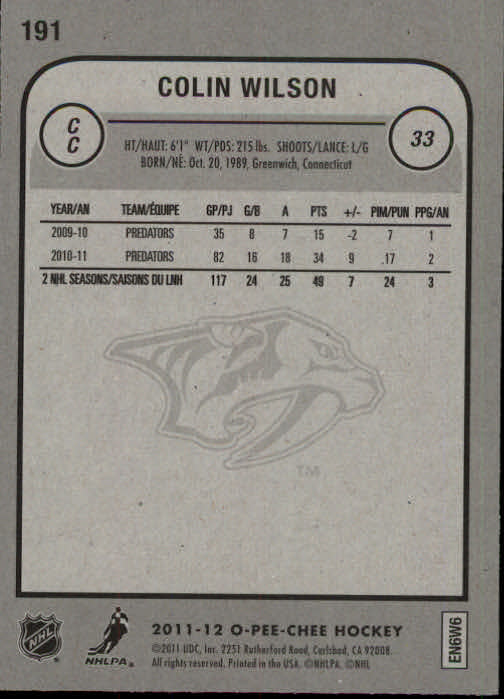 191
COLIN WILSON
C
C
33
HT/HAUT: 6'1" WT/PDS: 215 lbs. SHOOTS/LANCE: L/G
BORN/NÉ: Oct. 20, 1989, Greenwich, Connecticut
YEAR/AN TEAM/ÉQUIPE GP/PJ G/B A PTS +/- PIM/PUN PPG/AN
2009-10 PREDATORS 35 8 7 15 -2 7 1
2010-11 PREDATORS 82 16 18 34 9 17 2
2 NHL SEASONS/SAISONS DU LNH 117 24 25 49 7 24 3
TM
NHL
NHLPA
2011-12 O-PEE-CHEE HOCKEY
©2011 UDC, Inc. 2251 Rutherford Road, Carlsbad, CA 92008.
All rights reserved. Printed in the USA. ©NHLPA. ©NHL
EN6W6